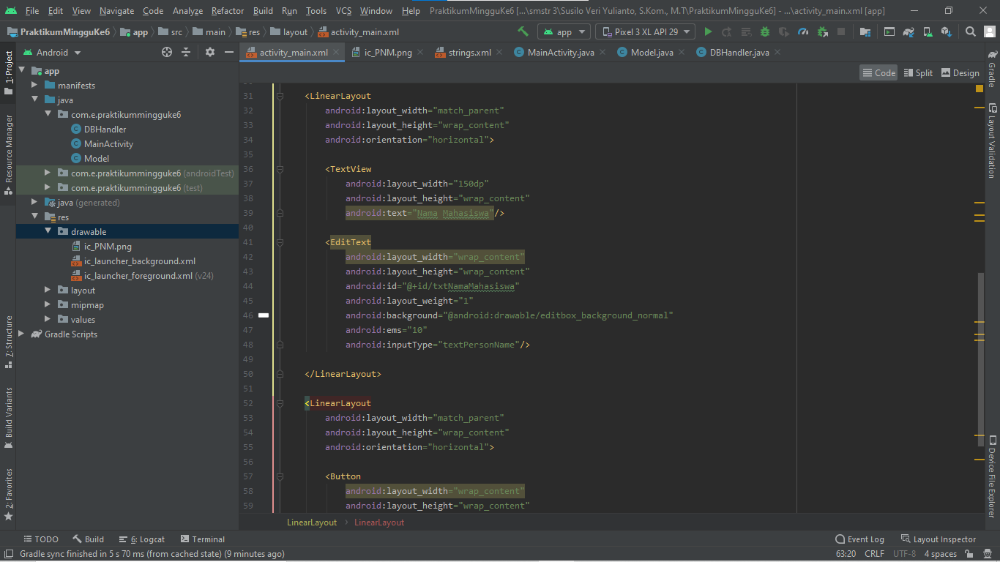 File Edit View Navigate Code Analyze Refactor Build Run Tools VCS Window Help PraktikumMingguKe6 [...\smstr 3\Susilo Veri Yulianto, S.Kom., M.T\PraktikumMingguKe6] - ...\activity_main.xml [app]
PraktikumMingguKe6 app src main res layout activity_main.xml app Pixel 3 XL API 29
Android activity_main.xml ic_PNM.png strings.xml MainActivity.java Model.java DBHandler.java
Code Split Design
1: Project
Resource Manager
7: Structure
Build Variants
2: Favorites
app
manifests
java
com.e.praktikummingguke6
DBHandler
MainActivity
Model
com.e.praktikummingguke6 (androidTest)
com.e.praktikummingguke6 (test)
java (generated)
res
drawable
ic_PNM.png
ic_launcher_background.xml
ic_launcher_foreground.xml (v24)
layout
mipmap
values
Gradle Scripts
31 <LinearLayout
32 android:layout_width="match_parent"
33 android:layout_height="wrap_content"
34 android:orientation="horizontal">
35
36 <TextView
37 android:layout_width="150dp"
38 android:layout_height="wrap_content"
39 android:text="Nama Mahasiswa"/>
40
41 <EditText
42 android:layout_width="wrap_content"
43 android:layout_height="wrap_content"
44 android:id="@+id/txtNamaMahasiswa"
45 android:layout_weight="1"
46 android:background="@android:drawable/editbox_background_normal"
47 android:ems="10"
48 android:inputType="textPersonName"/>
49
50 </LinearLayout>
51
52 <LinearLayout
53 android:layout_width="match_parent"
54 android:layout_height="wrap_content"
55 android:orientation="horizontal">
56
57 <Button
58 android:layout_width="wrap_content"
59 android:layout_height="wrap_content"
LinearLayout LinearLayout
Gradle
Layout Validation
Device File Explorer
TODO Build 6: Logcat Terminal Event Log Layout Inspector
Gradle sync finished in 5 s 70 ms (from cached state) (9 minutes ago) 63:20 CRLF UTF-8 4 spaces